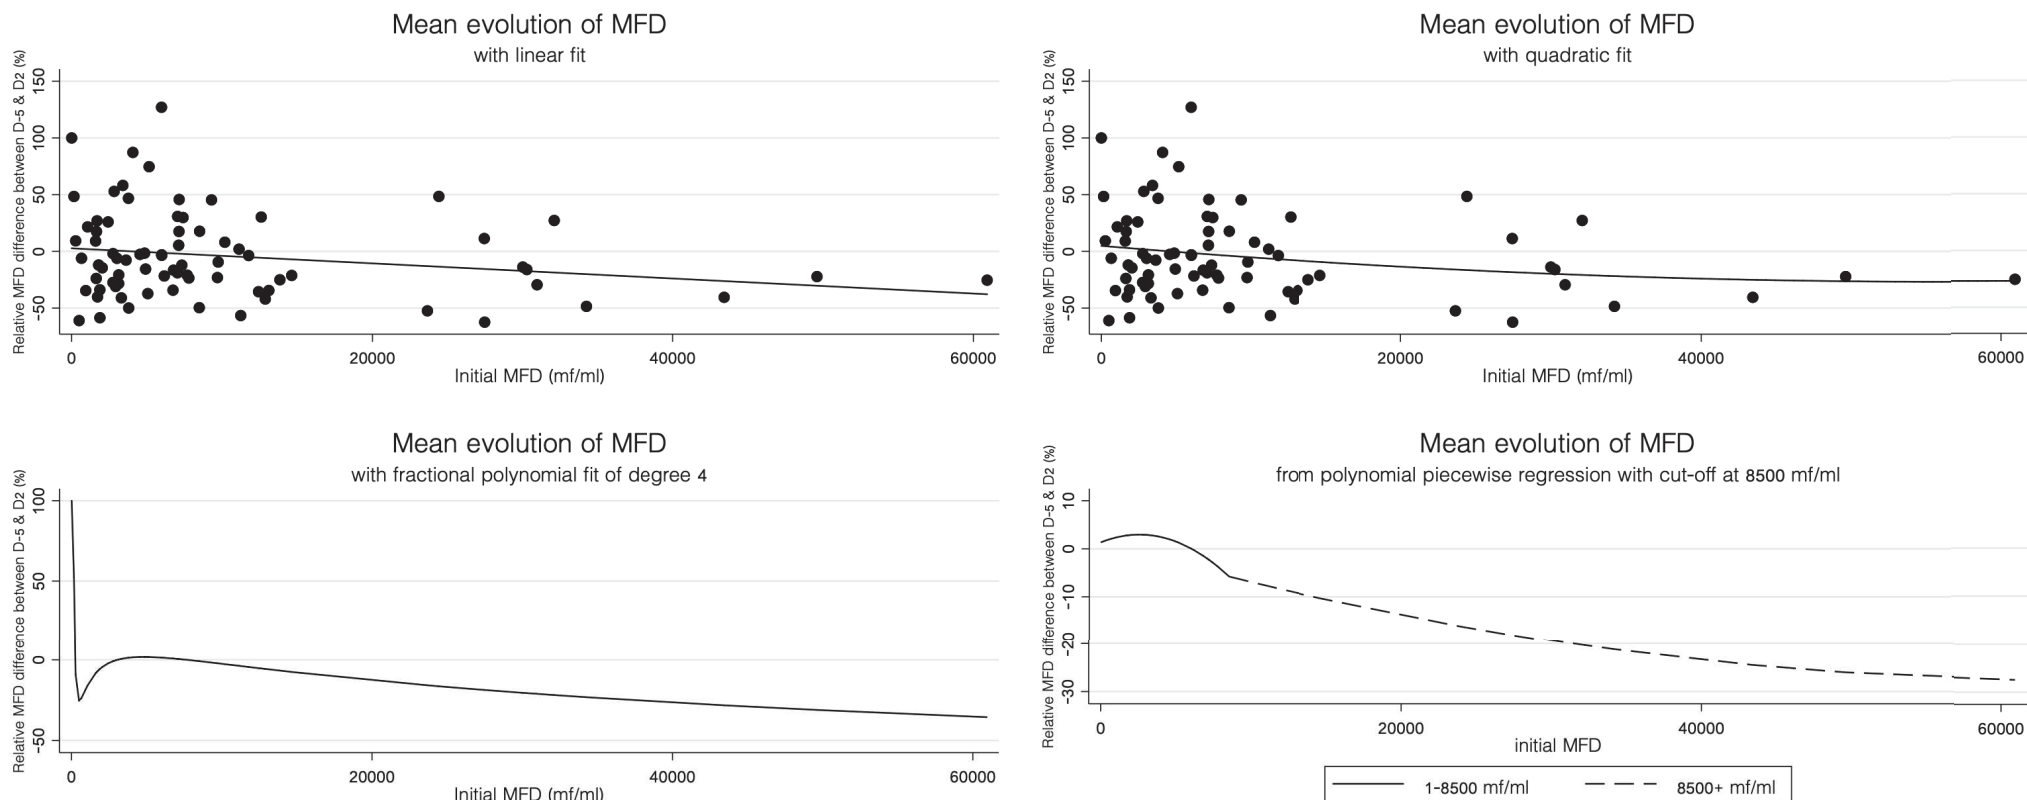 Mean evolution of MFD
with linear fit
Relative MFD difference between D-5 & D2 (%)
150
100
50
0
-50
0 20000 40000 60000
Initial MFD (mf/ml)
Mean evolution of MFD
with quadratic fit
Relative MFD difference between D-5 & D2 (%)
150
100
50
0
-50
0 20000 40000 60000
Initial MFD (mf/ml)
Mean evolution of MFD
with fractional polynomial fit of degree 4
Relative MFD difference between D-5 & D2 (%)
100
50
0
-50
0 20000 40000 60000
Initial MFD (mf/ml)
Mean evolution of MFD
from polynomial piecewise regression with cut-off at 8500 mf/ml
Relative MFD difference between D-5 & D2 (%)
10
0
-10
-20
-30
0 20000 40000 60000
initial MFD
1-8500 mf/ml 8500+ mf/ml